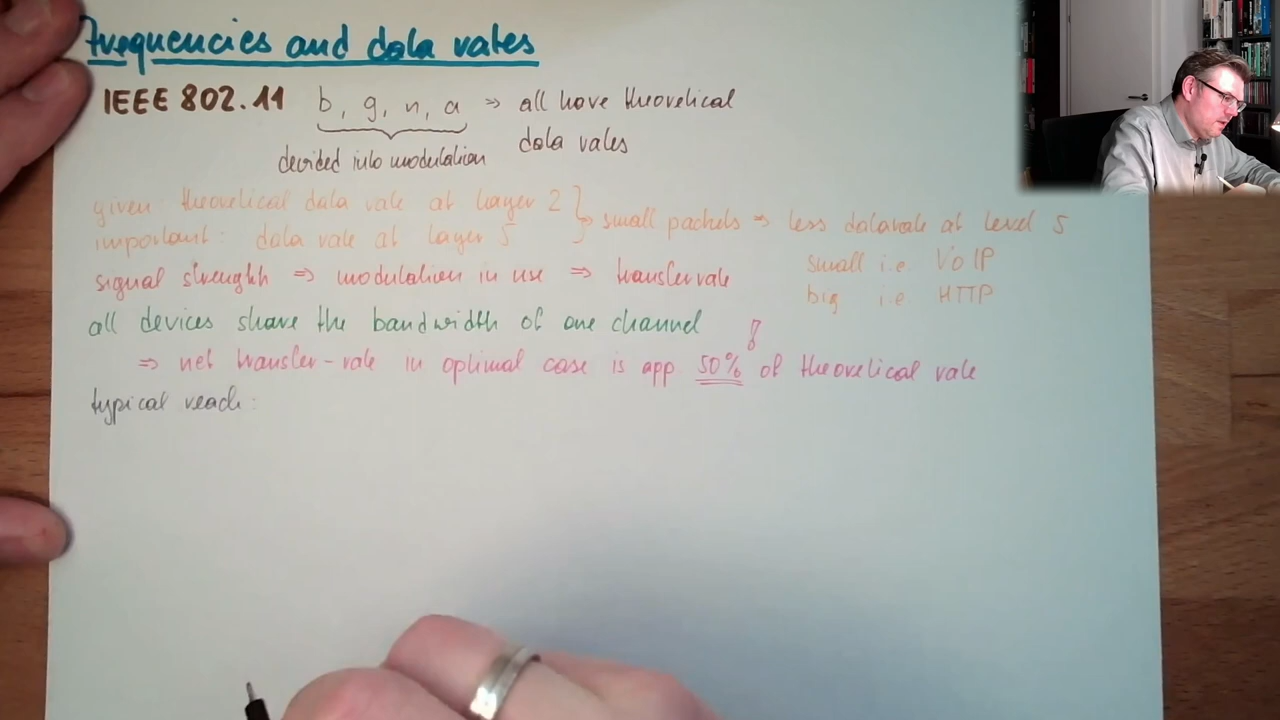 Frequencies and data rates
IEEE 802.11 b, g, n, a ⇒ all have theoretical
data rates
devided into modulation
given theoretical data rate at Layer 2
important: data rate at layer 5
small packets ⇒ less datarate at level 5
small i.e. VoIP
big i.e. HTTP
signal strenght ⇒ modulation in use ⇒ transfer rate
all devices share the bandwidth of one channel
⇒ net transfer-rate in optimal case is app 50% of theoretical rate
!
typical reach: